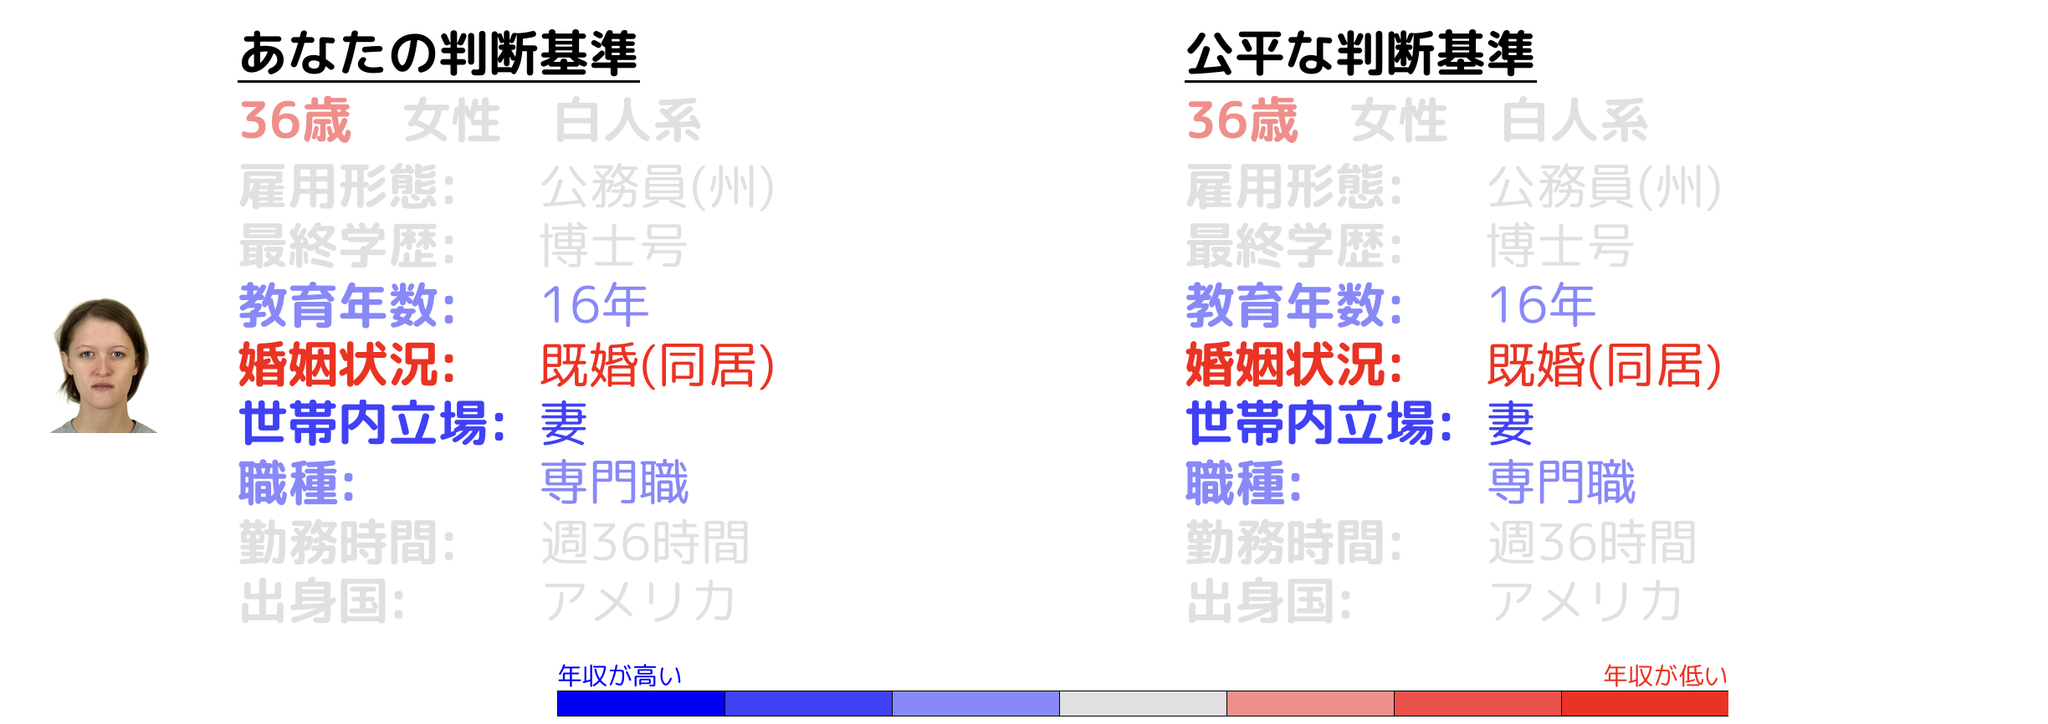 あなたの判断基準
36歳 女性 白人系
雇用形態: 公務員(州)
最終学歴: 博士号
教育年数: 16年
婚姻状況: 既婚(同居)
世帯内立場: 妻
職種: 専門職
勤務時間: 週36時間
出身国: アメリカ
公平な判断基準
36歳 女性 白人系
雇用形態: 公務員(州)
最終学歴: 博士号
教育年数: 16年
婚姻状況: 既婚(同居)
世帯内立場: 妻
職種: 専門職
勤務時間: 週36時間
出身国: アメリカ
年収が高い
年収が低い